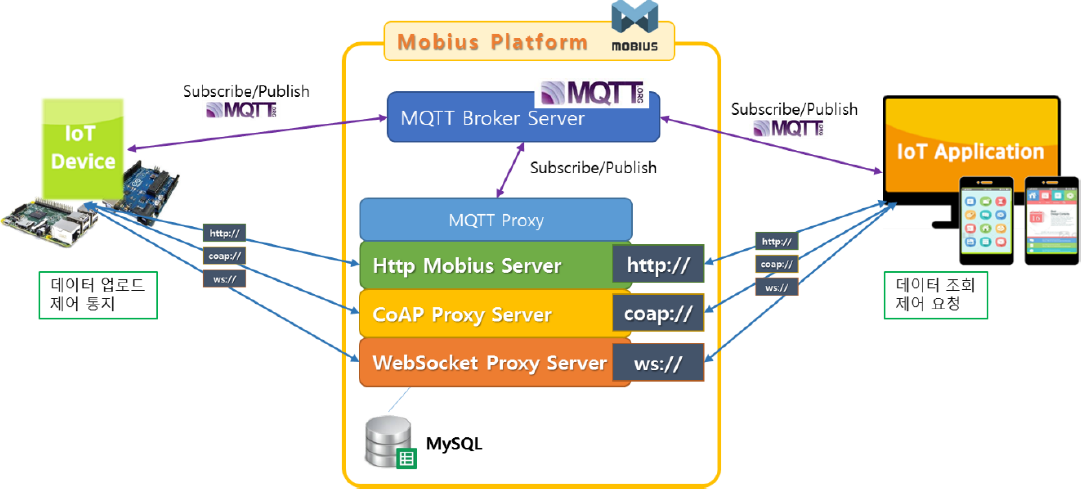 Mobius Platform
MOBIUS
Subscribe/Publish
MQTT.ORG
IoT
Device
MQTT Broker Server
MQTT.ORG
Subscribe/Publish
MQTT.ORG
IoT Application
Subscribe/Publish
MQTT Proxy
Http Mobius Server
http://
CoAP Proxy Server
coap://
WebSocket Proxy Server
ws://
http://
coap://
ws://
http://
coap://
ws://
데이터 업로드
제어 통지
데이터 조회
제어 요청
MySQL